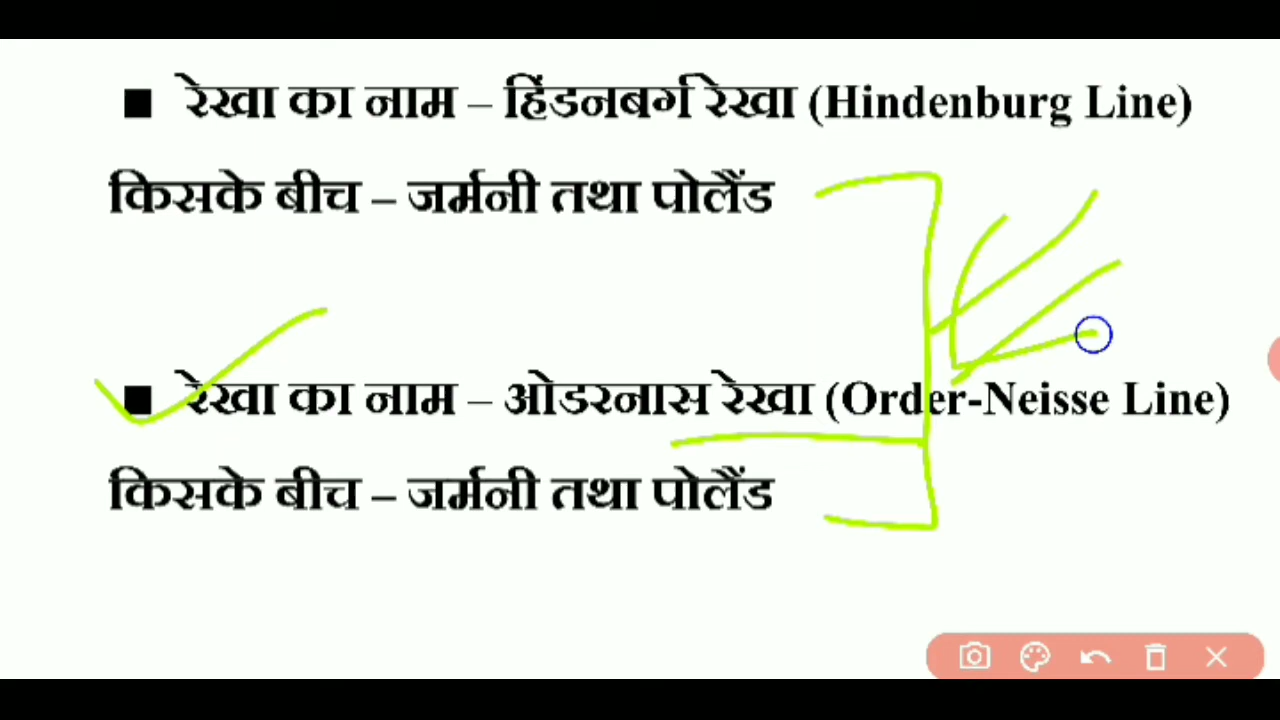 ■ रेखा का नाम – हिंडनबर्ग रेखा (Hindenburg Line)
किसके बीच – जर्मनी तथा पोलैंड
■ रेखा का नाम – ओडरनास रेखा (Order-Neisse Line)
किसके बीच – जर्मनी तथा पोलैंड